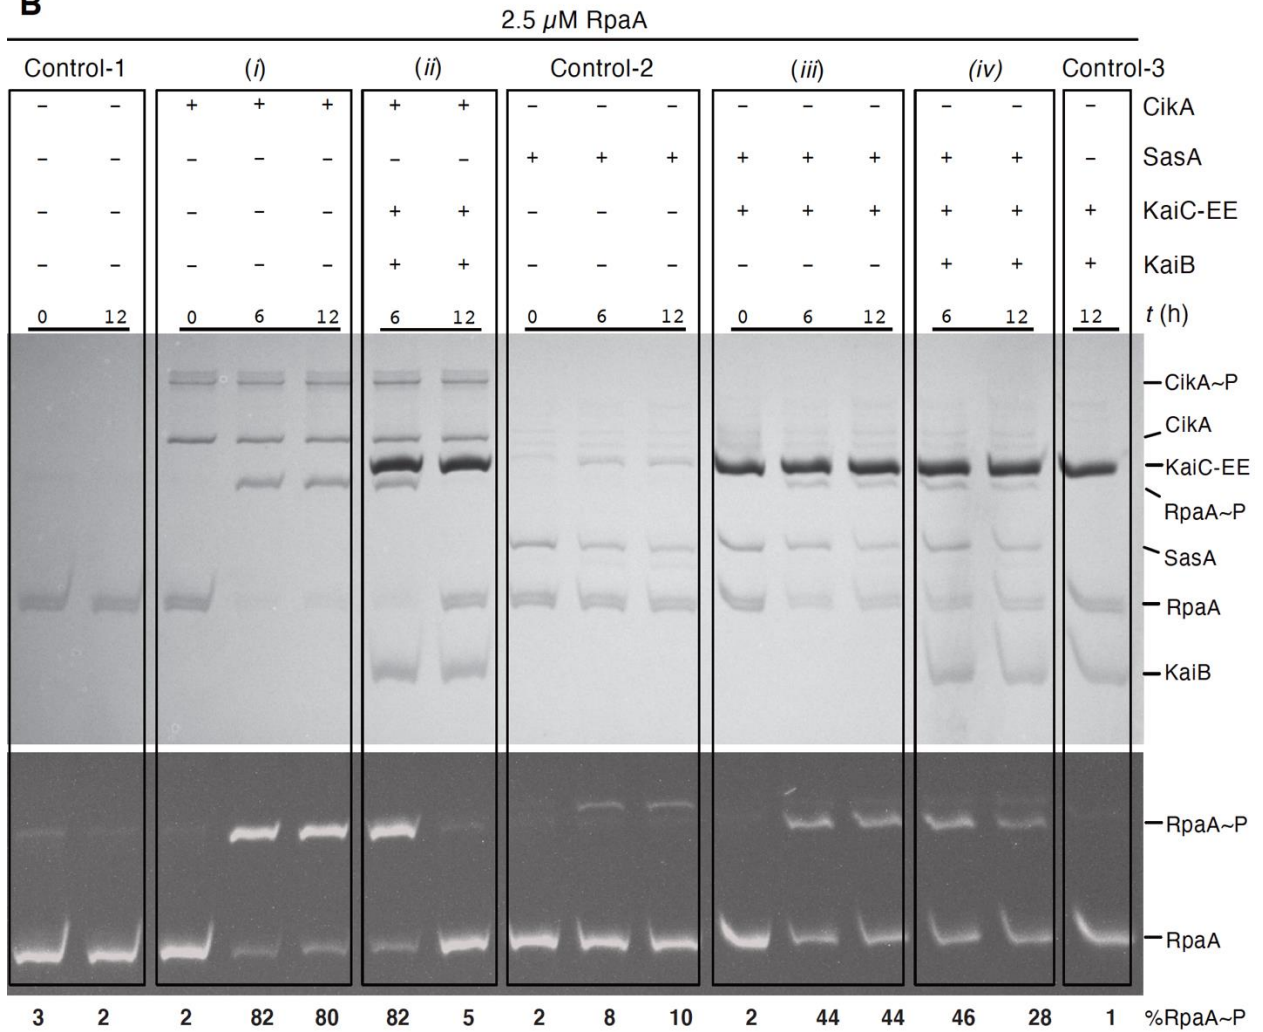 B
2.5 µM RpaA
Control-1 (i) (ii) Control-2 (iii) (iv) Control-3
– – + + + + + – – – – – – – – – CikA
– – – – – – – + + + + + + + + – SasA
– – – – – + + – – – + + + + + + KaiC-EE
– – – – – + + – – – – – – + + + KaiB
0 12 0 6 12 6 12 0 6 12 0 6 12 6 12 12 t (h)
CikA~P
CikA
KaiC-EE
RpaA~P
SasA
RpaA
KaiB
RpaA~P
RpaA
3 2 2 82 80 82 5 2 8 10 2 44 44 46 28 1 %RpaA~P